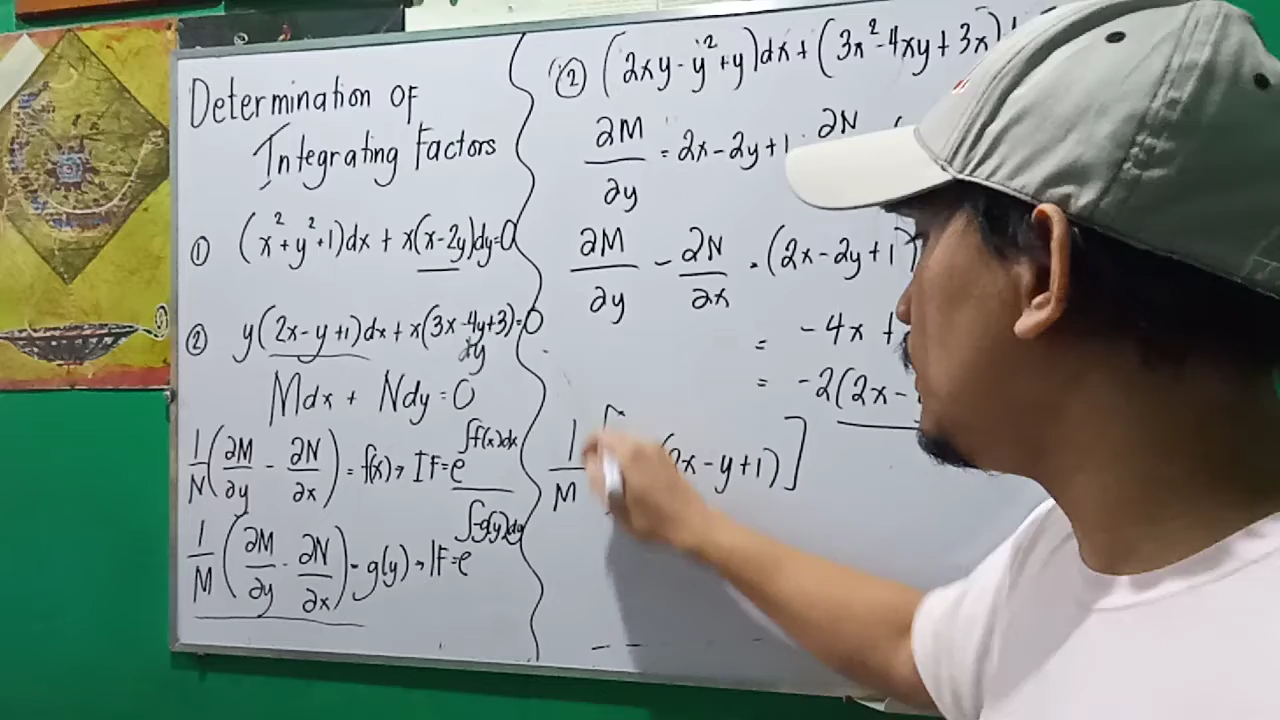 Determination of
Integrating Factors
① (x²+y²+1)dx + x(x-2y)dy=0
② y(2x-y+1)dx + x(3x-4y+3)=0
dy
Mdx + Ndy = 0
1/N (∂M/∂y - ∂N/∂x) = f(x) → IF = e^∫f(x)dx
1/M (∂M/∂y - ∂N/∂x) = g(y) → IF = e^∫-g(y)dy
② (2xy - y² + y)dx + (3x² - 4xy + 3x)
∂M/∂y = 2x - 2y + 1 ∂N
∂M/∂y - ∂N/∂x = (2x - 2y + 1)
= -4x +
= -2(2x -
1/M [ (2x - y + 1)]